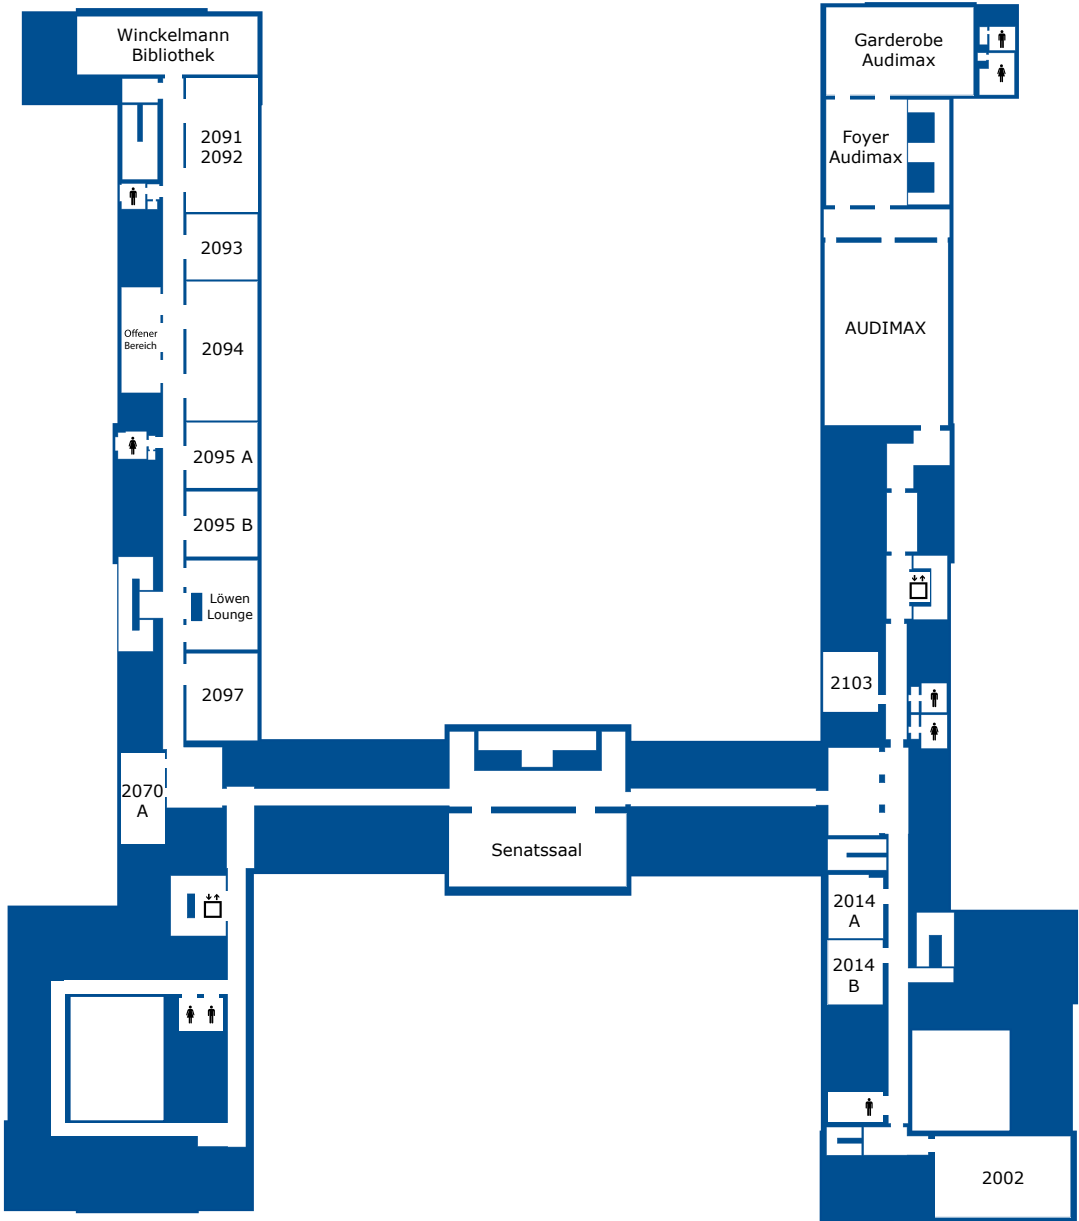 Winckelmann
Bibliothek
2091
2092
2093
Offener
Bereich
2094
2095 A
2095 B
Löwen
Lounge
2097
2070
A
Senatssaal
Garderobe
Audimax
Foyer
Audimax
AUDIMAX
2103
2014
A
2014
B
2002